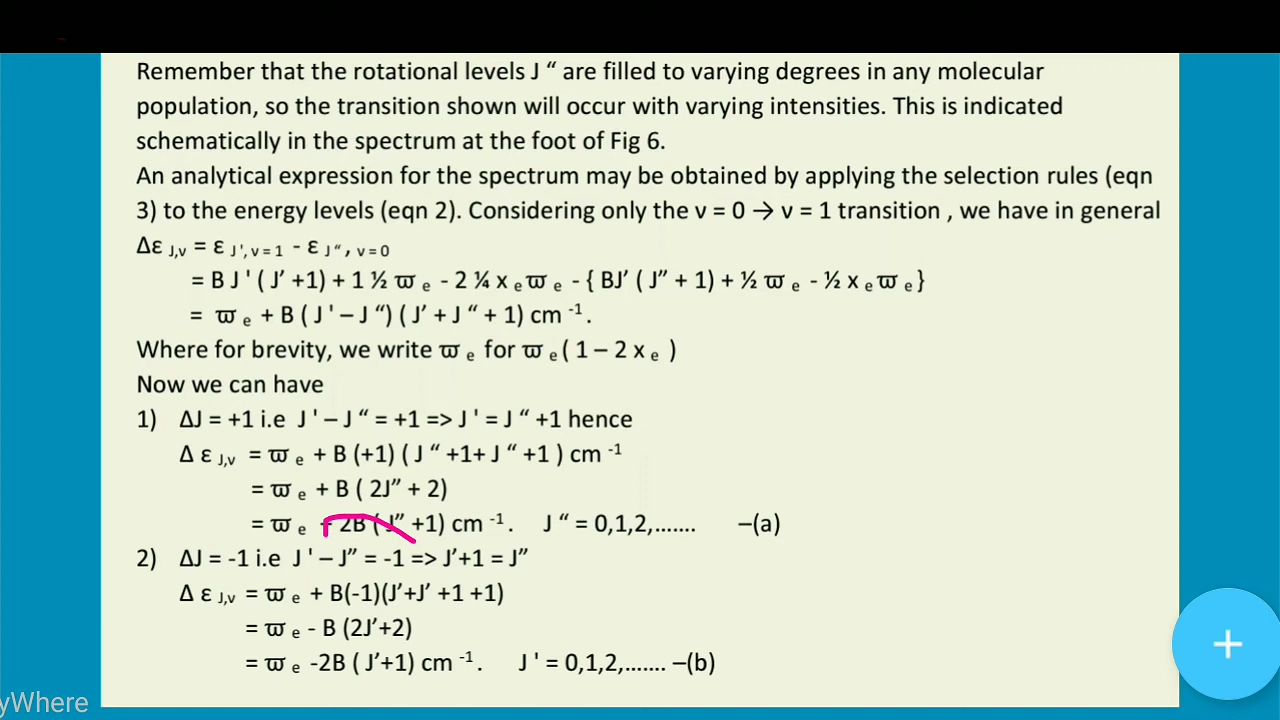 Remember that the rotational levels J “ are filled to varying degrees in any molecular
population, so the transition shown will occur with varying intensities. This is indicated
schematically in the spectrum at the foot of Fig 6.
An analytical expression for the spectrum may be obtained by applying the selection rules (eqn
3) to the energy levels (eqn 2). Considering only the v = 0 → v = 1 transition , we have in general
Δε J,v = ε J', v = 1 - ε J“ , v = 0
= B J ' ( J’ +1) + 1 ½ ϖ e - 2 ¼ x e ϖ e - { BJ’ ( J” + 1) + ½ ϖ e - ½ x e ϖ e }
= ϖ e + B ( J ' – J “) ( J’ + J “ + 1) cm -1 .
Where for brevity, we write ϖ e for ϖ e ( 1 – 2 x e )
Now we can have
1) ΔJ = +1 i.e J ' – J “ = +1 => J ' = J “ +1 hence
Δ ε J,v = ϖ e + B (+1) ( J “ +1+ J “ +1 ) cm -1
= ϖ e + B ( 2J” + 2)
= ϖ e + 2B ( J” +1) cm -1 . J “ = 0,1,2,....... –(a)
2) ΔJ = -1 i.e J ' – J” = -1 => J’+1 = J”
Δ ε J,v = ϖ e + B(-1)(J’+J’ +1 +1)
= ϖ e - B (2J’+2)
= ϖ e -2B ( J’+1) cm -1 . J ' = 0,1,2,....... –(b)
yWhere